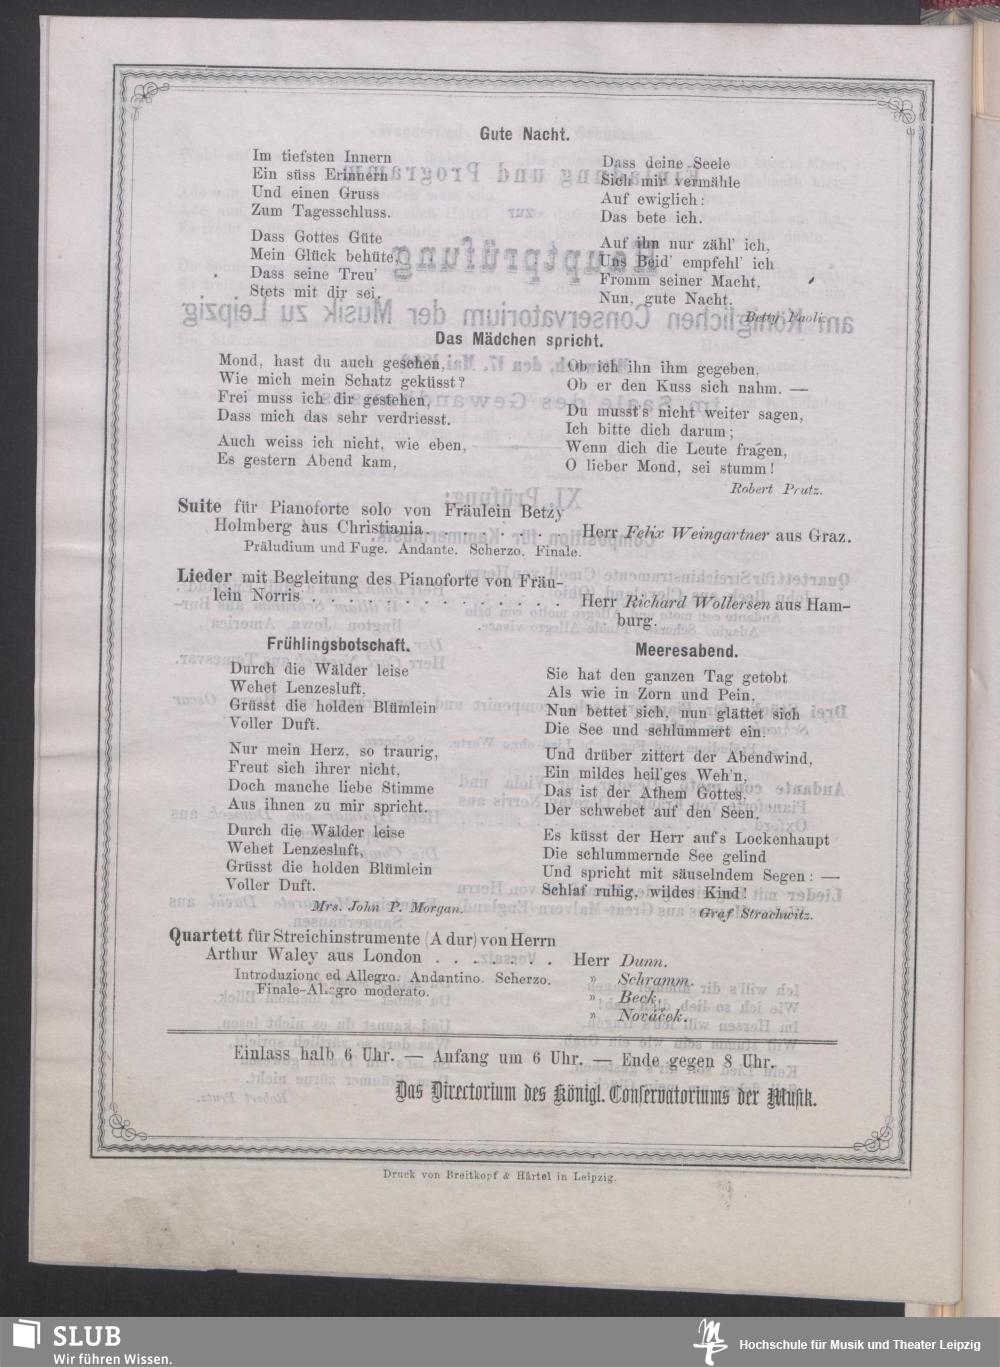 Gute Nacht.
Im tiefsten Innern
Ein süss Erinnern
Und einen Gruss
Zum Tagesschluss.
Dass Gottes Güte
Mein Glück behüte,
Dass seine Treu'
Stets mit dir sei,
Dass deine Seele
Sich mir vermähle
Auf ewiglich:
Das bete ich.
Auf ihn nur zähl' ich,
Uns Beid' empfehl' ich
Fromm seiner Macht,
Nun, gute Nacht.
Betty Paoli.
Das Mädchen spricht.
Mond, hast du auch gesehen,
Wie mich mein Schatz geküsst?
Frei muss ich dir gestehen,
Dass mich das sehr verdriesst.
Auch weiss ich nicht, wie eben,
Es gestern Abend kam,
Ob ich ihn ihm gegeben,
Ob er den Kuss sich nahm. —
Du musst's nicht weiter sagen,
Ich bitte dich darum;
Wenn dich die Leute fragen,
O lieber Mond, sei stumm!
Robert Prutz.
Suite für Pianoforte solo von Fräulein Betzy
Holmberg aus Christiania. . . . . . . Herr Felix Weingartner aus Graz.
Präludium und Fuge. Andante. Scherzo. Finale.
Lieder mit Begleitung des Pianoforte von Fräu-
lein Norris . . . . . . . . . . . . . . Herr Richard Wollersen aus Ham-
burg.
Frühlingsbotschaft.
Durch die Wälder leise
Wehet Lenzesluft,
Grüsst die holden Blümlein
Voller Duft.
Nur mein Herz, so traurig,
Freut sich ihrer nicht,
Doch manche liebe Stimme
Aus ihnen zu mir spricht.
Durch die Wälder leise
Wehet Lenzesluft,
Grüsst die holden Blümlein
Voller Duft.
Mrs. John P. Morgan.
Meeresabend.
Sie hat den ganzen Tag getobt
Als wie in Zorn und Pein,
Nun bettet sich, nun glättet sich
Die See und schlummert ein.
Und drüber zittert der Abendwind,
Ein mildes heil'ges Weh'n,
Das ist der Athem Gottes,
Der schwebet auf den Seen.
Es küsst der Herr auf's Lockenhaupt
Die schlummernde See gelind
Und spricht mit säuselndem Segen: —
Schlaf ruhig, wildes Kind!
Graf Strachwitz.
Quartett für Streichinstrumente (A dur) von Herrn
Arthur Waley aus London . . . . . . Herr Dunn.
Introduzione ed Allegro. Andantino. Scherzo. » Schramm.
Finale-Allegro moderato. » Beck.
» Nováček.
Einlass halb 6 Uhr. — Anfang um 6 Uhr. — Ende gegen 8 Uhr.
Das Directorium des Königl. Conservatoriums der Musik.
Druck von Breitkopf & Härtel in Leipzig.
SLUB
Wir führen Wissen.
Hochschule für Musik und Theater Leipzig